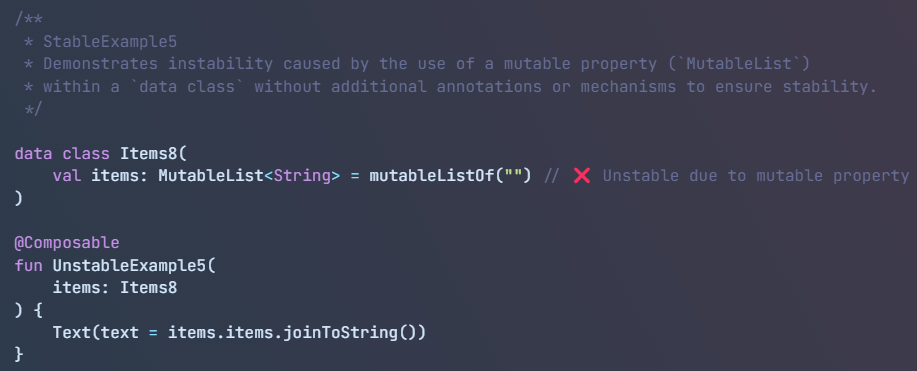 /**
 * StableExample5
 * Demonstrates instability caused by the use of a mutable property (`MutableList`)
 * within a `data class` without additional annotations or mechanisms to ensure stability.
 */

data class Items8(
    val items: MutableList<String> = mutableListOf("") // ❌ Unstable due to mutable property
)

@Composable
fun UnstableExample5(
    items: Items8
) {
    Text(text = items.items.joinToString())
}